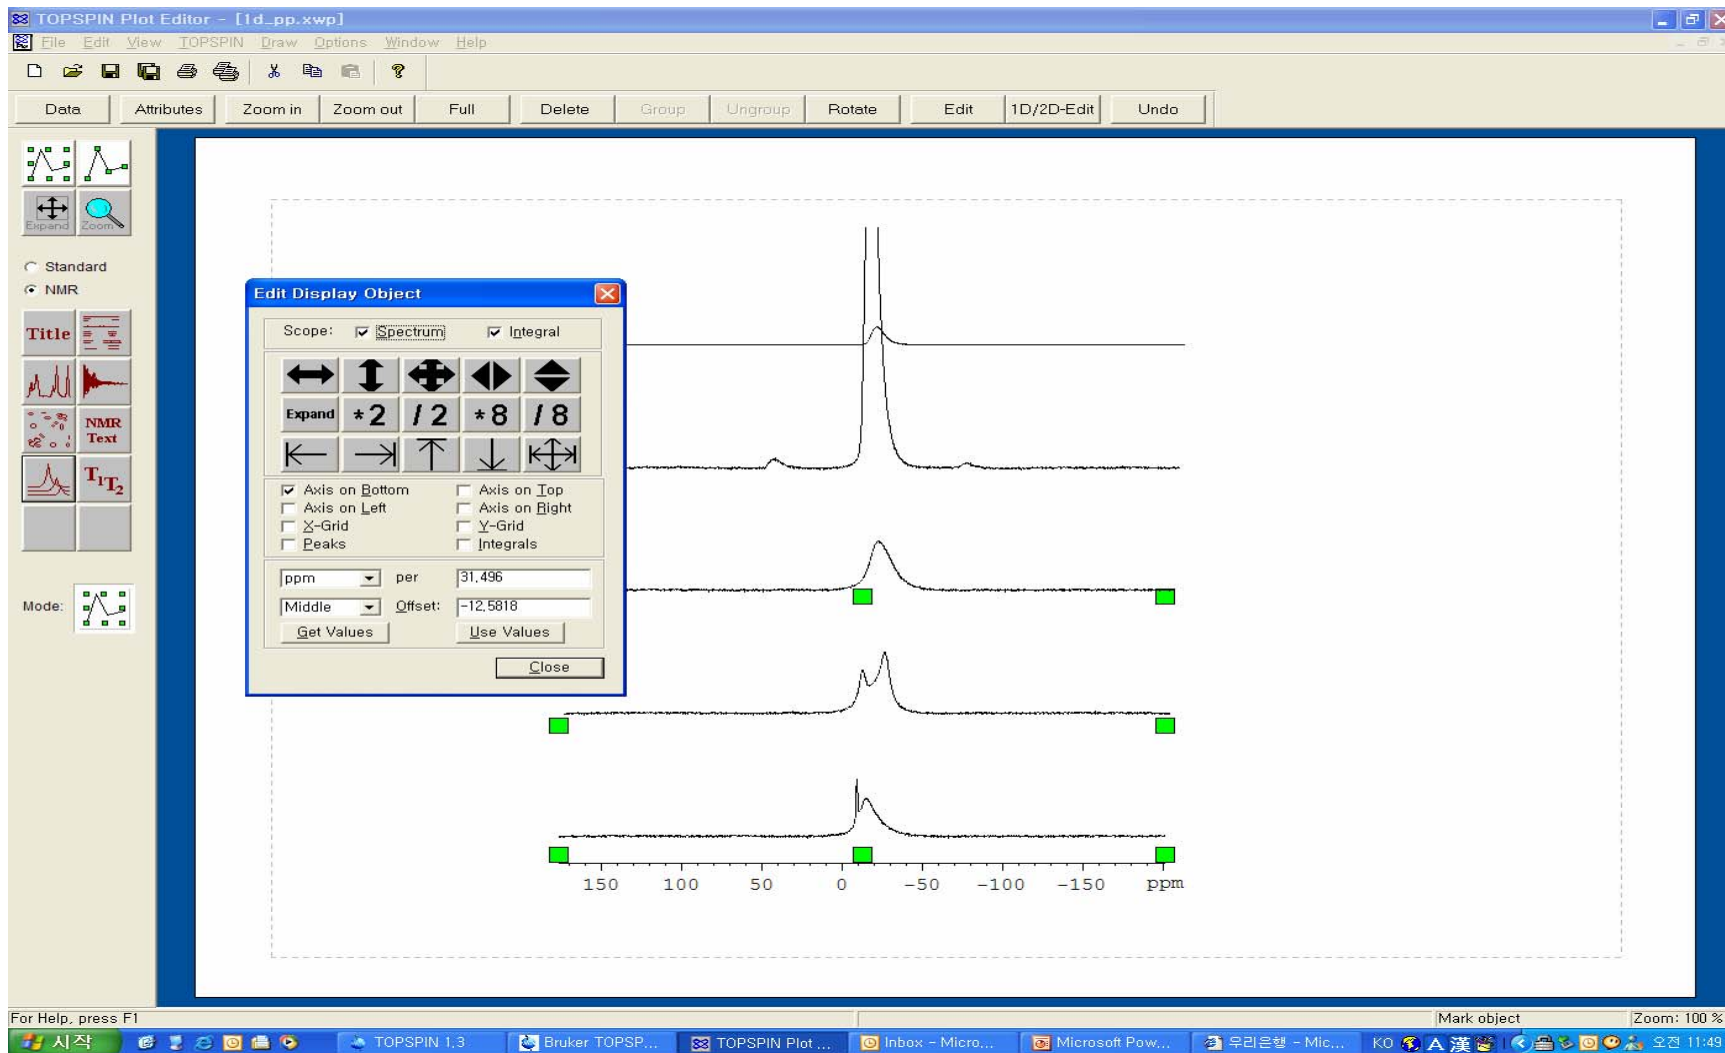 TOPSPIN Plot Editor - [1d_pp.xwp]
File Edit View TOPSPIN Draw Options Window Help
Data Attributes Zoom in Zoom out Full Delete Group Ungroup Rotate Edit 1D/2D-Edit Undo
Expand Zoom
Standard
NMR
Title
NMR Text
T1T2
Mode:
Edit Display Object
Scope: Spectrum Integral
Expand *2 /2 *8 /8
Axis on Bottom Axis on Top
Axis on Left Axis on Right
X-Grid Y-Grid
Peaks Integrals
ppm per 31,496
Middle Offset: -12,5818
Get Values Use Values
Close
150 100 50 0 -50 -100 -150 ppm
For Help, press F1 Mark object Zoom: 100 %
시작 TOPSPIN 1,3 Bruker TOPSP... TOPSPIN Plot ... Inbox - Micro... Microsoft Pow... 우리은행 - Mic... KO A 漢 오전 11:49